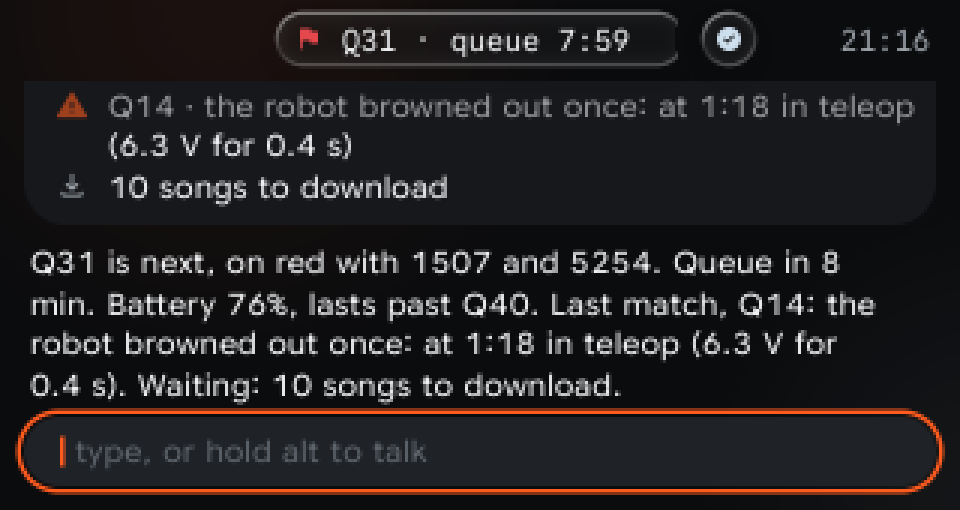 Q31 · queue 7:59
21:16
Q14 · the robot browned out once: at 1:18 in teleop
(6.3 V for 0.4 s)
10 songs to download
Q31 is next, on red with 1507 and 5254. Queue in 8
min. Battery 76%, lasts past Q40. Last match, Q14: the
robot browned out once: at 1:18 in teleop (6.3 V for
0.4 s). Waiting: 10 songs to download.
type, or hold alt to talk